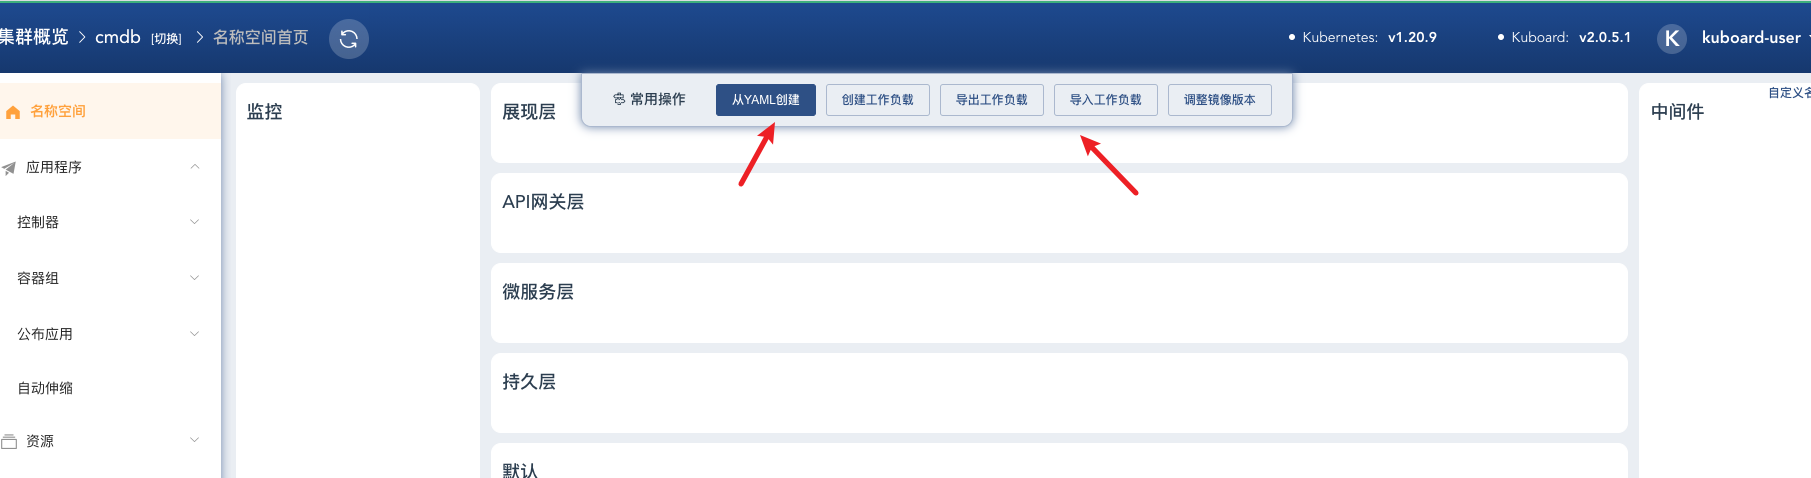 集群概览 > cmdb [切换] > 名称空间首页
Kubernetes: v1.20.9
Kuboard: v2.0.5.1
K kuboard-user
名称空间
应用程序
控制器
容器组
公布应用
自动伸缩
资源
监控
常用操作 从YAML创建 创建工作负载 导出工作负载 导入工作负载 调整镜像版本
展现层
API网关层
微服务层
持久层
默认
自定义名
中间件